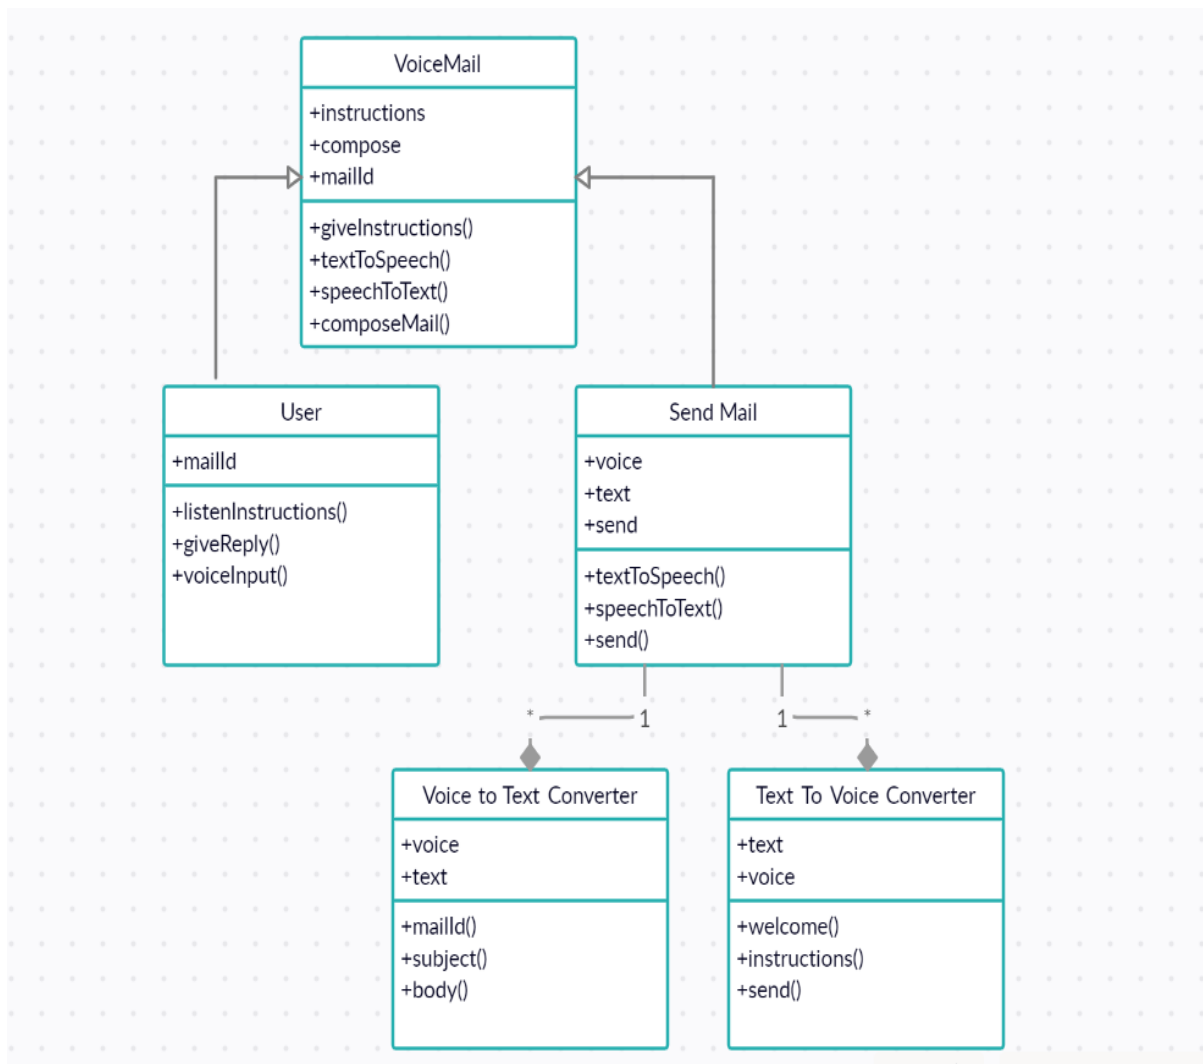 VoiceMail
+instructions
+compose
+mailId
+giveInstructions()
+textToSpeech()
+speechToText()
+composeMail()
User
+mailId
+listenInstructions()
+giveReply()
+voiceInput()
Send Mail
+voice
+text
+send
+textToSpeech()
+speechToText()
+send()
* 1
1 *
Voice to Text Converter
+voice
+text
+mailId()
+subject()
+body()
Text To Voice Converter
+text
+voice
+welcome()
+instructions()
+send()